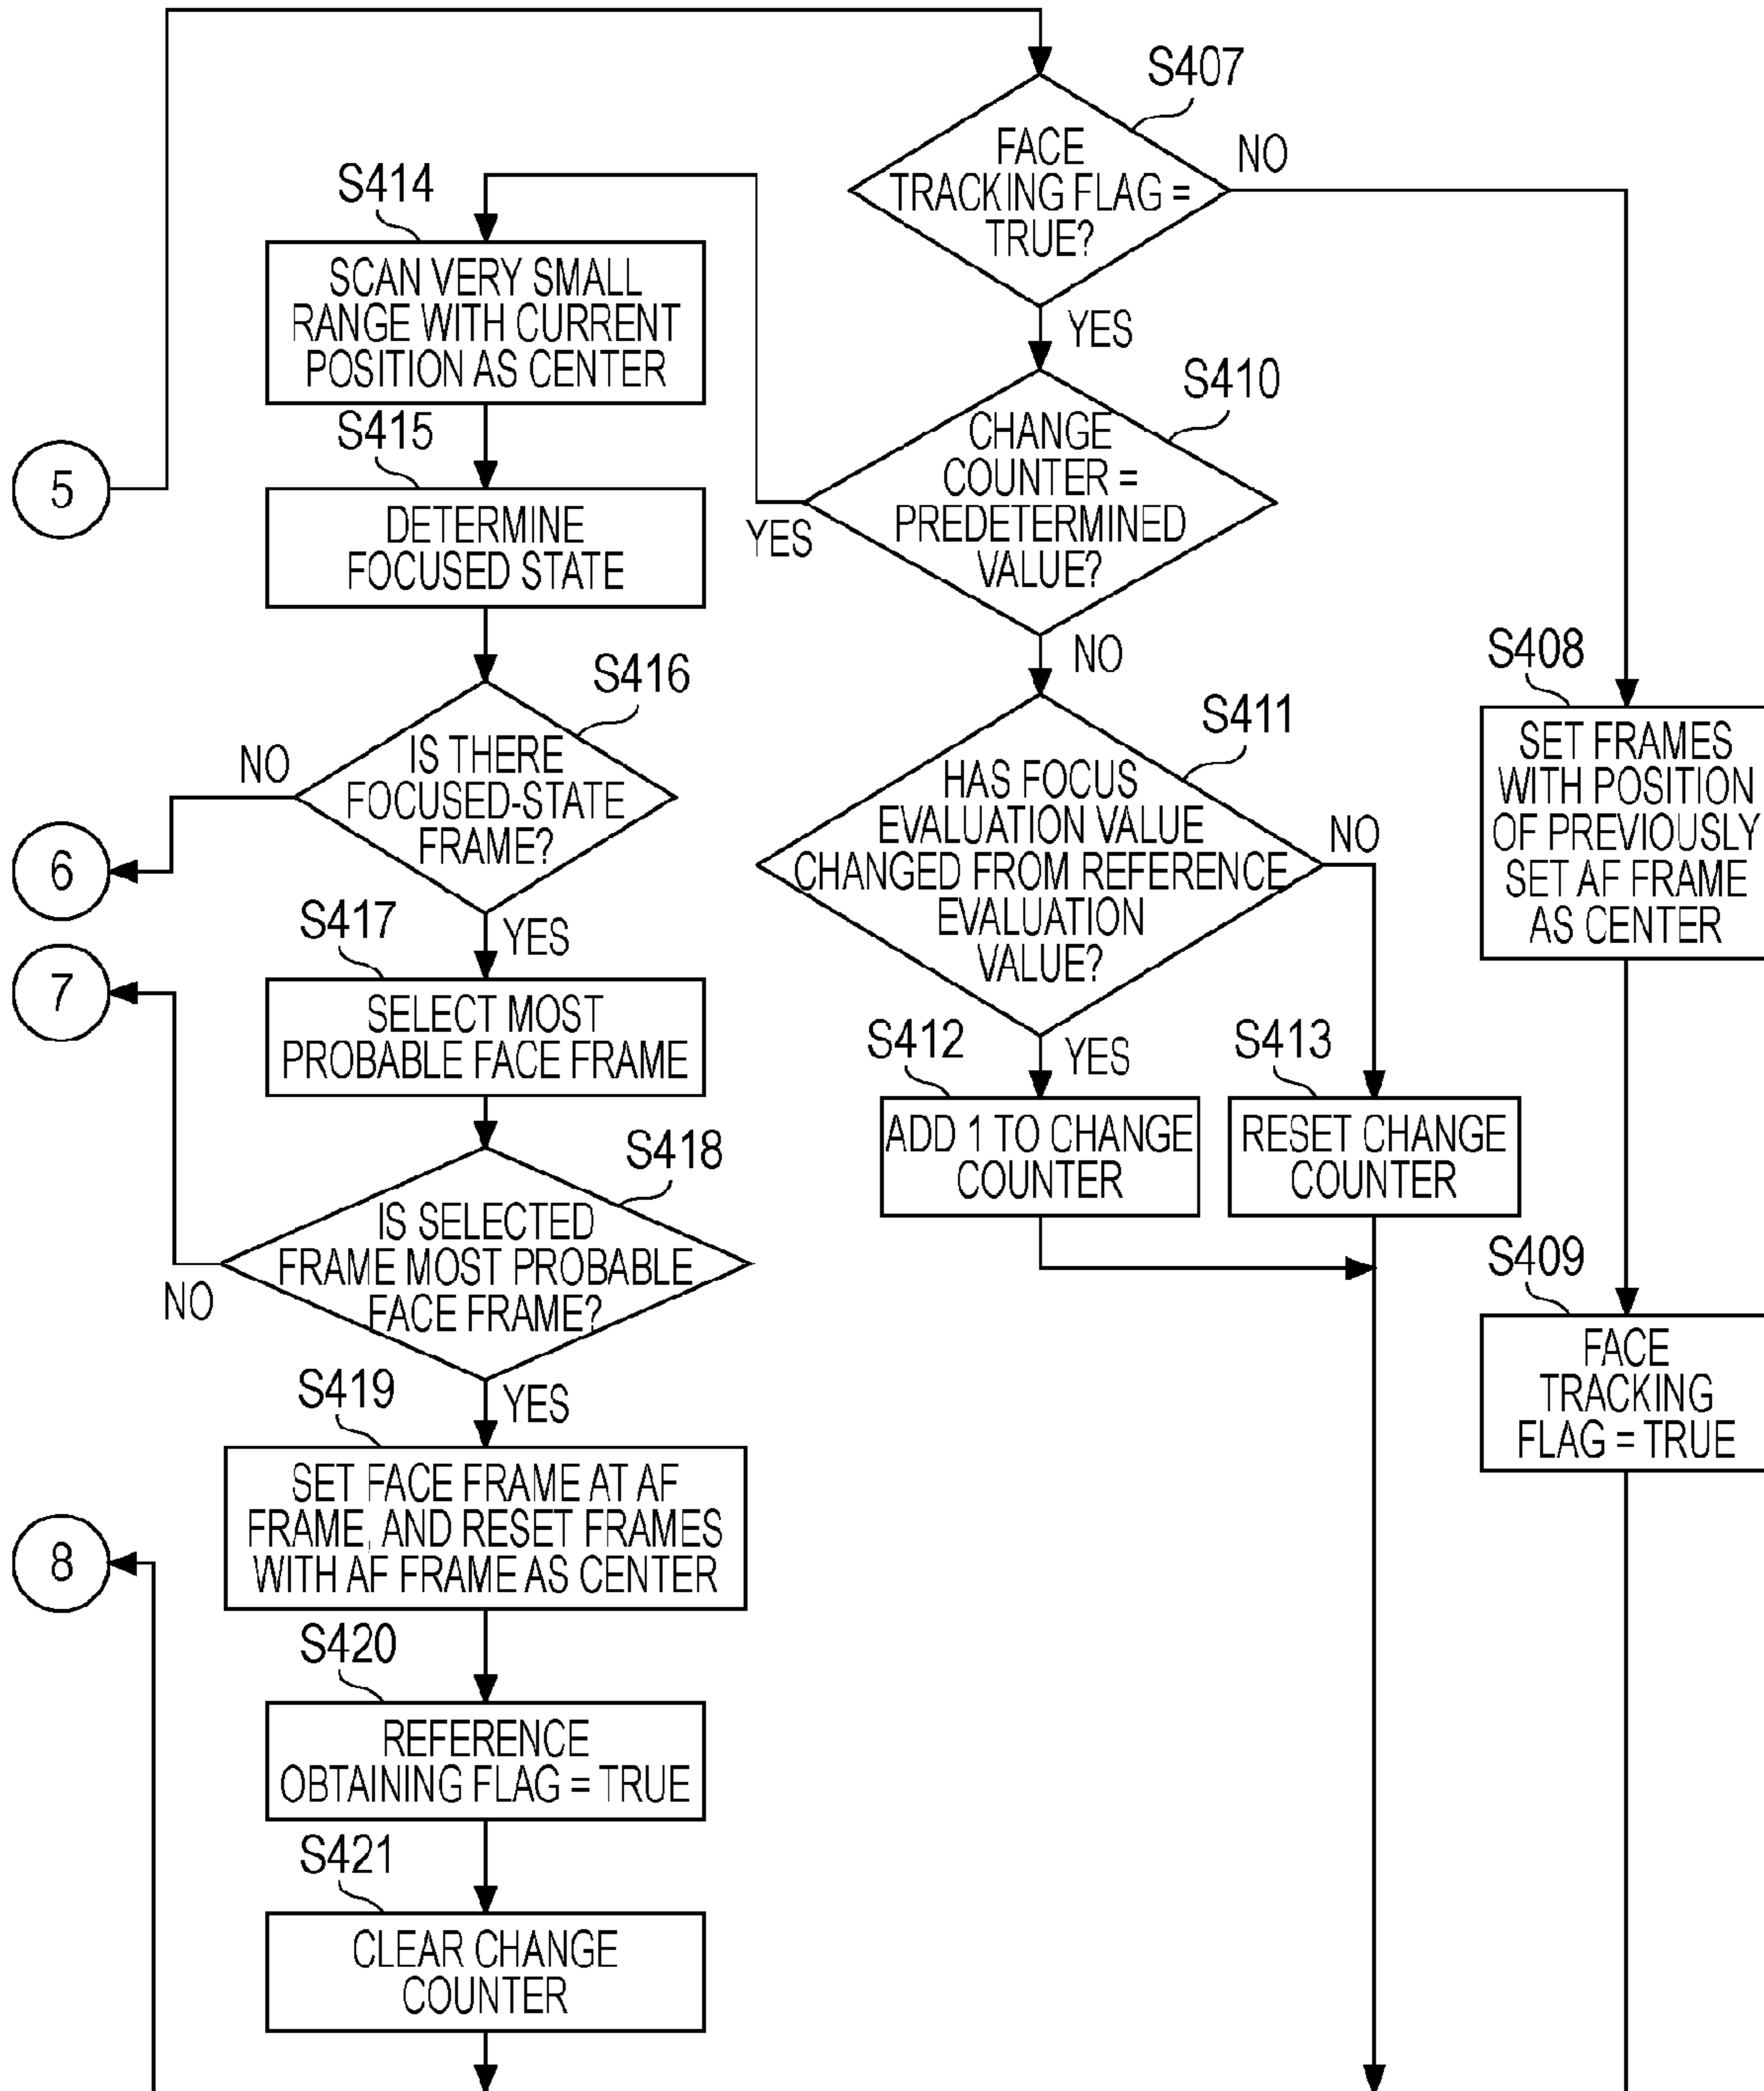 S407
FACE
TRACKING FLAG =
TRUE?
NO
YES
S410
CHANGE
COUNTER =
PREDETERMINED
VALUE?
YES
NO
S411
HAS FOCUS
EVALUATION VALUE
CHANGED FROM REFERENCE
EVALUATION
VALUE?
NO
YES
S412
ADD 1 TO CHANGE
COUNTER
S413
RESET CHANGE
COUNTER
S408
SET FRAMES
WITH POSITION
OF PREVIOUSLY
SET AF FRAME
AS CENTER
S409
FACE
TRACKING
FLAG = TRUE
S414
SCAN VERY SMALL
RANGE WITH CURRENT
POSITION AS CENTER
S415
DETERMINE
FOCUSED STATE
S416
IS THERE
FOCUSED-STATE
FRAME?
NO
YES
S417
SELECT MOST
PROBABLE FACE FRAME
S418
IS SELECTED
FRAME MOST PROBABLE
FACE FRAME?
NO
YES
S419
SET FACE FRAME AT AF
FRAME, AND RESET FRAMES
WITH AF FRAME AS CENTER
S420
REFERENCE
OBTAINING FLAG = TRUE
S421
CLEAR CHANGE
COUNTER
5
6
7
8